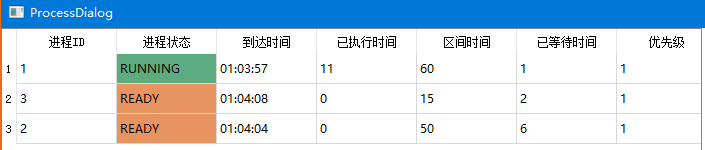 ProcessDialog
进程ID 进程状态 到达时间 已执行时间 区间时间 已等待时间 优先级
1 1 RUNNING 01:03:57 11 60 1 1
2 3 READY 01:04:08 0 15 2 1
3 2 READY 01:04:04 0 50 6 1